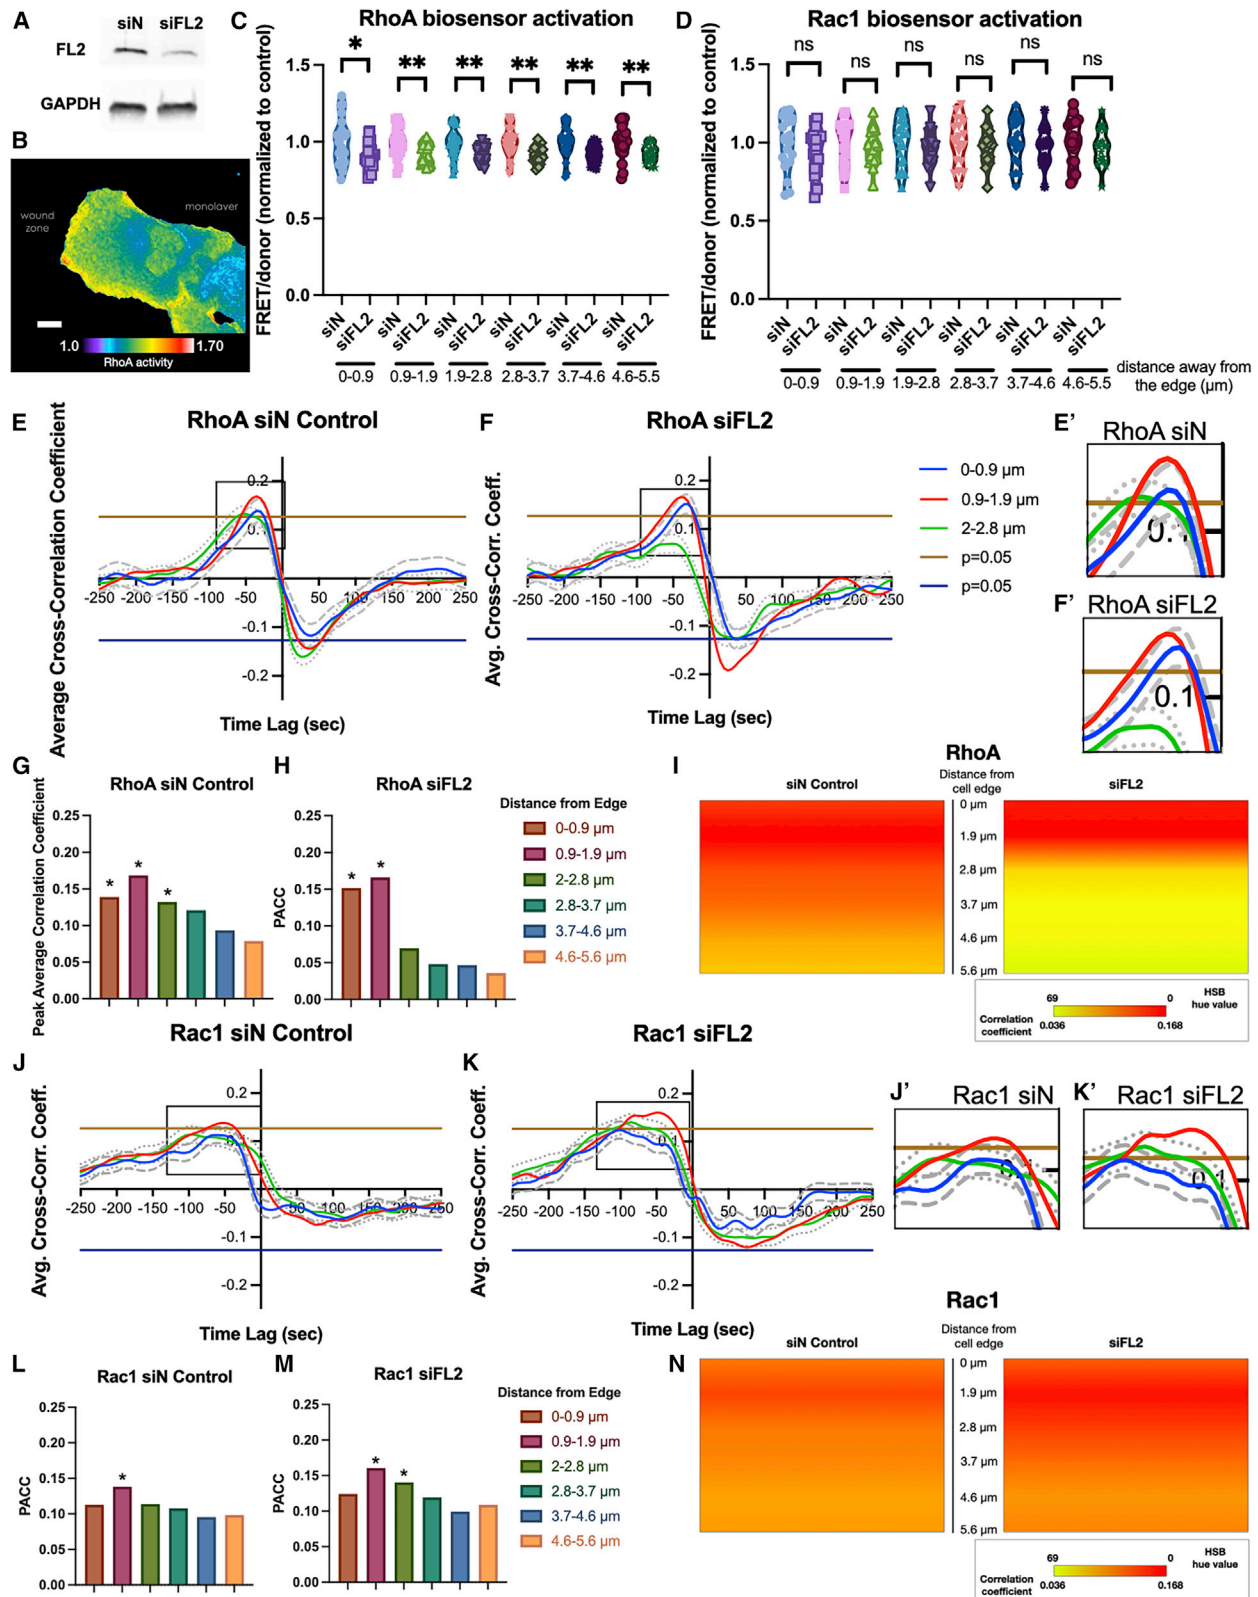 A
siN siFL2
FL2
GAPDH
B
wound zone
monolayer
1.0 1.70
RhoA activity
C
RhoA biosensor activation
FRET/donor (normalized to control)
1.5
1.0
0.5
0.0
* ** ** ** ** **
siN siFL2 siN siFL2 siN siFL2 siN siFL2 siN siFL2 siN siFL2
0-0.9 0.9-1.9 1.9-2.8 2.8-3.7 3.7-4.6 4.6-5.5
D
Rac1 biosensor activation
FRET/donor (normalized to control)
1.5
1.0
0.5
0.0
ns ns ns ns ns ns
siN siFL2 siN siFL2 siN siFL2 siN siFL2 siN siFL2 siN siFL2
0-0.9 0.9-1.9 1.9-2.8 2.8-3.7 3.7-4.6 4.6-5.5
distance away from
the edge (µm)
E
RhoA siN Control
Average Cross-Correlation Coefficient
0.2
0.1
-0.1
-0.2
-250 -200 -150 -100 -50 50 100 150 200 250
Time Lag (sec)
F
RhoA siFL2
Avg. Cross-Corr. Coeff.
0.2
0.1
-0.1
-0.2
-250 -200 -150 -100 -50 50 100 150 200 250
Time Lag (sec)
0-0.9 µm
0.9-1.9 µm
2-2.8 µm
p=0.05
p=0.05
E'
RhoA siN
0.1
F'
RhoA siFL2
0.1
G
RhoA siN Control
Peak Average Correlation Coefficient
0.25
0.20
0.15
0.10
0.05
0.00
* * *
H
RhoA siFL2
PACC
0.25
0.20
0.15
0.10
0.05
0.00
* *
Distance from Edge
0-0.9 µm
0.9-1.9 µm
2-2.8 µm
2.8-3.7 µm
3.7-4.6 µm
4.6-5.6 µm
I
RhoA
siN Control
Distance from
cell edge
siFL2
0 µm
1.9 µm
2.8 µm
3.7 µm
4.6 µm
5.6 µm
69 0 HSB
hue value
Correlation
coefficient
0.036 0.168
J
Rac1 siN Control
Avg. Cross-Corr. Coeff.
0.2
0.1
-0.1
-0.2
-250 -200 -150 -100 -50 50 100 150 200 250
Time Lag (sec)
K
Rac1 siFL2
Avg. Cross-Corr. Coeff.
0.2
0.1
-0.1
-0.2
-250 -200 -150 -100 -50 50 100 150 200 250
Time Lag (sec)
J'
Rac1 siN
0.1
K'
Rac1 siFL2
0.1
L
Rac1 siN Control
PACC
0.25
0.20
0.15
0.10
0.05
0.00
*
M
Rac1 siFL2
PACC
0.25
0.20
0.15
0.10
0.05
0.00
* *
Distance from Edge
0-0.9 µm
0.9-1.9 µm
2-2.8 µm
2.8-3.7 µm
3.7-4.6 µm
4.6-5.6 µm
N
Rac1
siN Control
Distance from
cell edge
siFL2
0 µm
1.9 µm
2.8 µm
3.7 µm
4.6 µm
5.6 µm
69 0 HSB
hue value
Correlation
coefficient
0.036 0.168